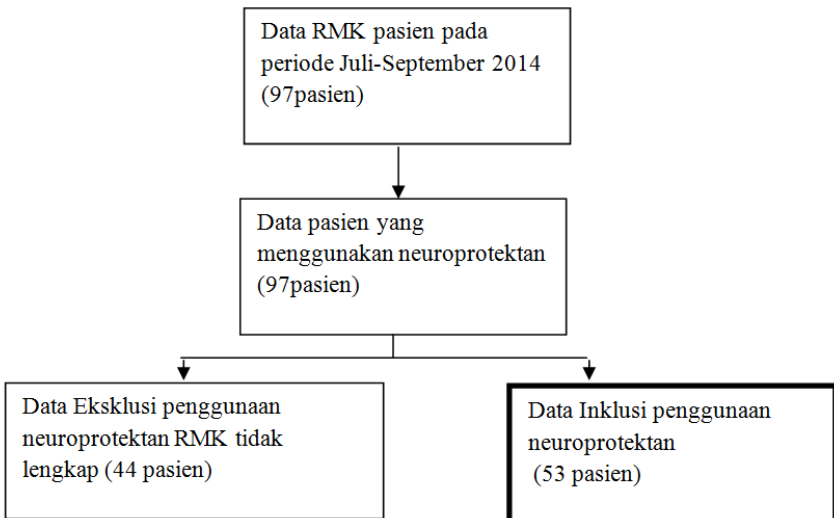 Data RMK pasien pada
periode Juli-September 2014
(97pasien)
Data pasien yang
menggunakan neuroprotektan
(97pasien)
Data Eksklusi penggunaan
neuroprotektan RMK tidak
lengkap (44 pasien)
Data Inklusi penggunaan
neuroprotektan
(53 pasien)